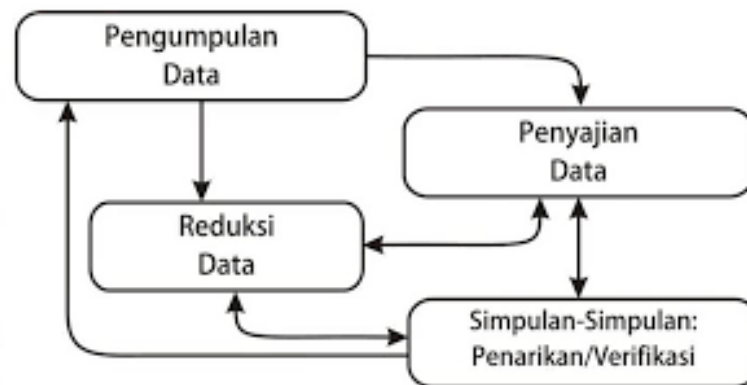 Pengumpulan
Data
Penyajian
Data
Reduksi
Data
Simpulan-Simpulan:
Penarikan/Verifikasi